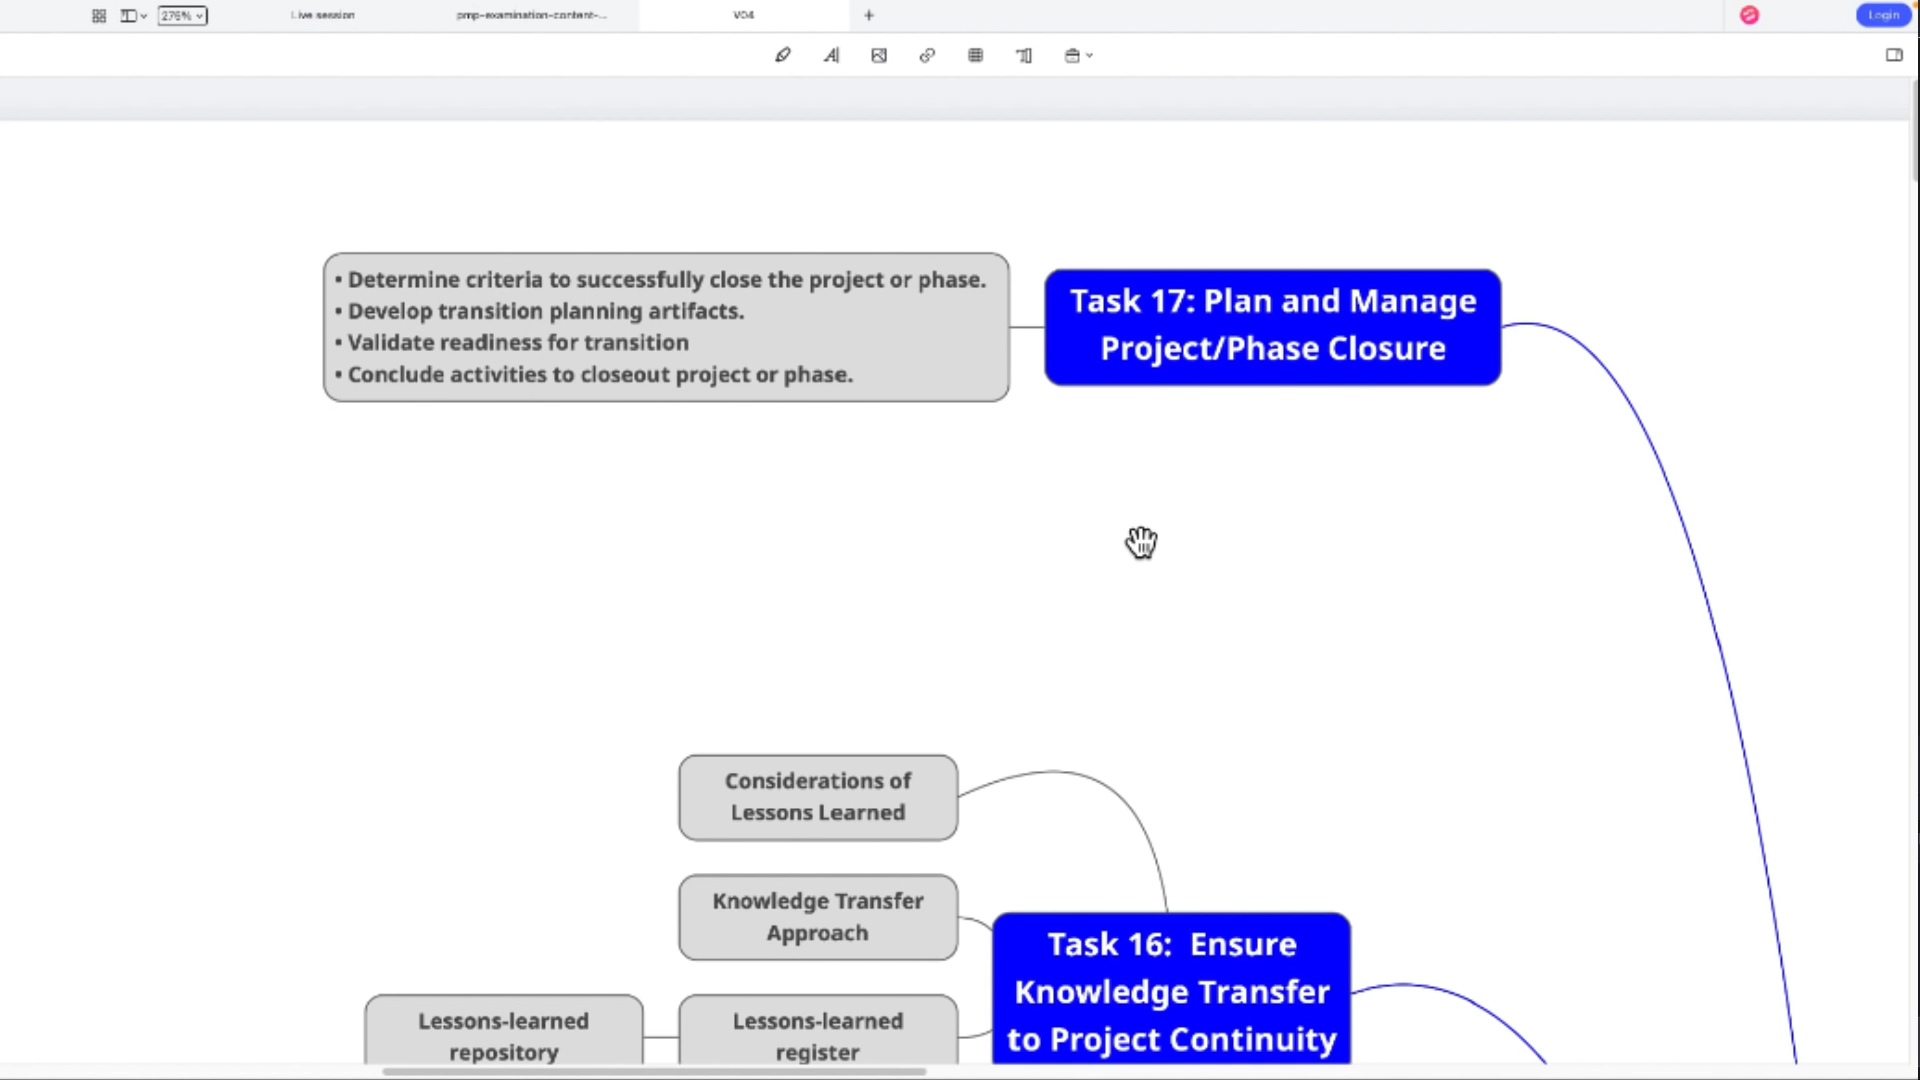 276%
Live session
pmp-examination-content-...
V04
Login
• Determine criteria to successfully close the project or phase.
• Develop transition planning artifacts.
• Validate readiness for transition
• Conclude activities to closeout project or phase.
Task 17: Plan and Manage
Project/Phase Closure
Considerations of
Lessons Learned
Knowledge Transfer
Approach
Task 16: Ensure
Knowledge Transfer
to Project Continuity
Lessons-learned
repository
Lessons-learned
register